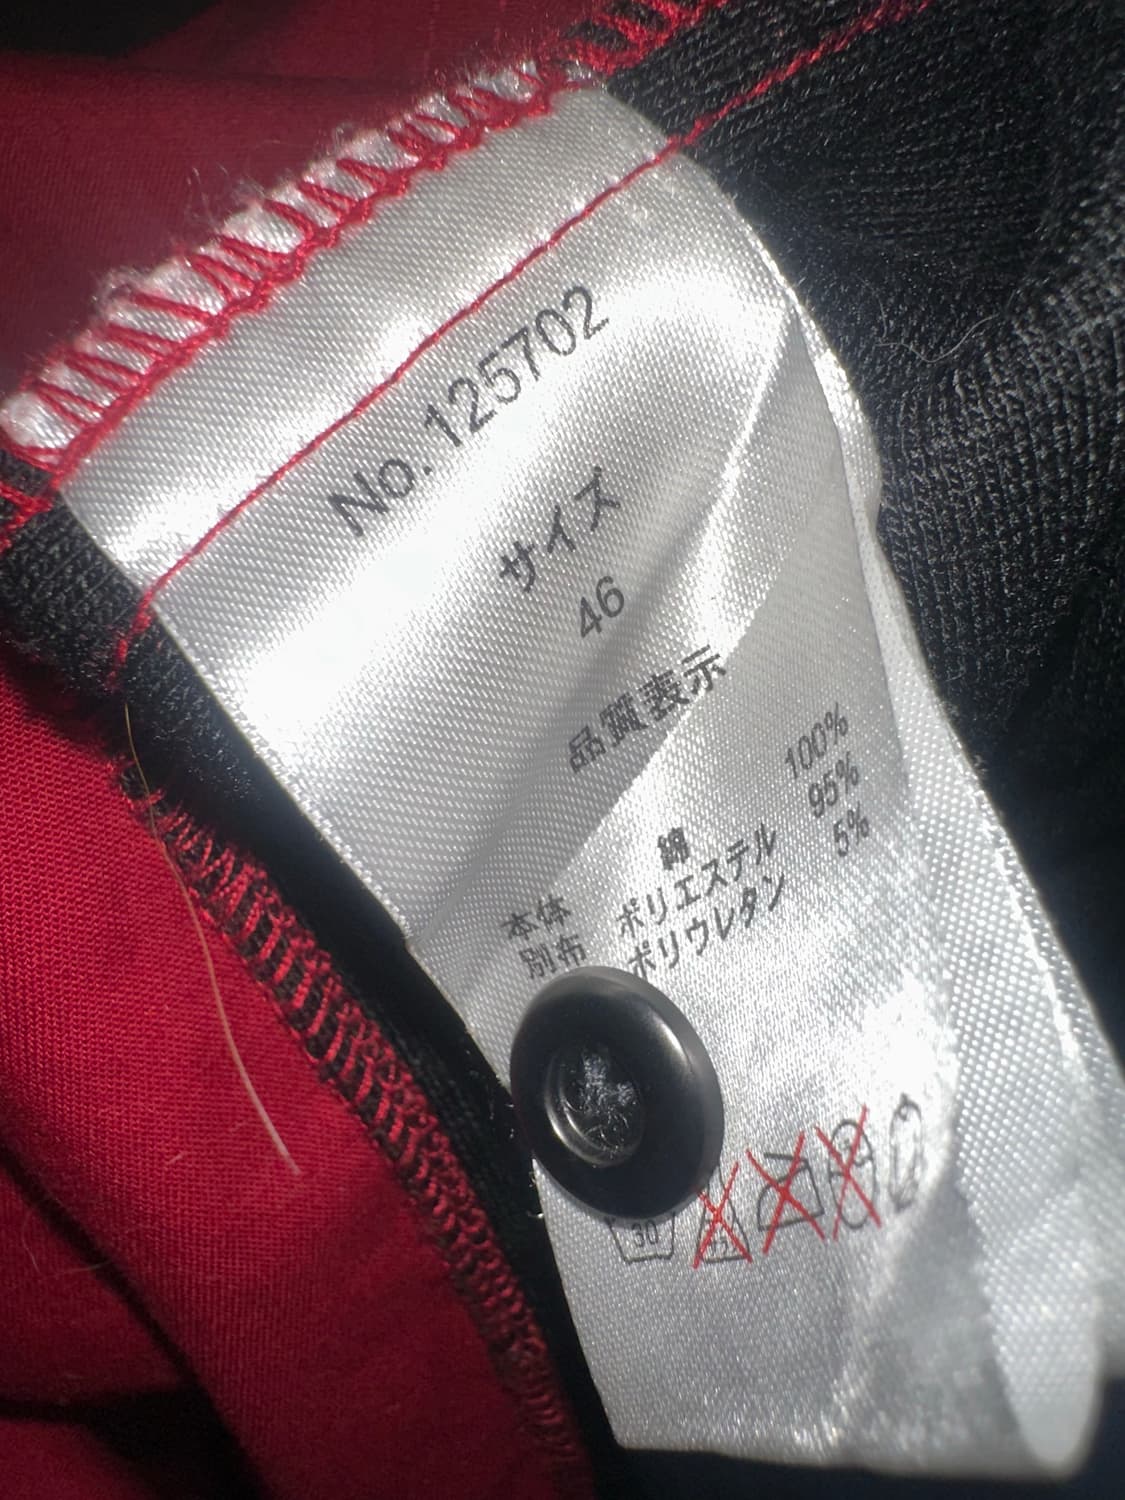 No. 125702
サイズ
46
品質表示
本体 綿 100%
別布 ポリエステル 95%
ポリウレタン 5%
30